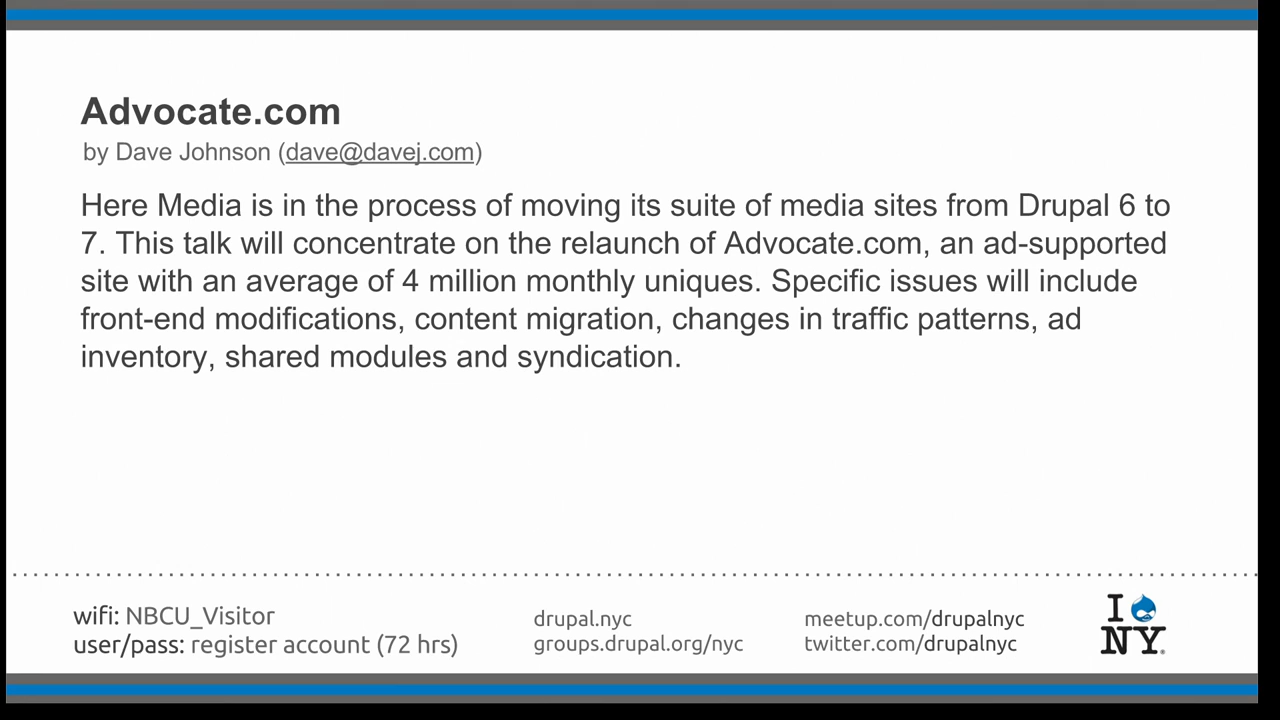 Advocate.com
by Dave Johnson (dave@davej.com)
Here Media is in the process of moving its suite of media sites from Drupal 6 to
7. This talk will concentrate on the relaunch of Advocate.com, an ad-supported
site with an average of 4 million monthly uniques. Specific issues will include
front-end modifications, content migration, changes in traffic patterns, ad
inventory, shared modules and syndication.
wifi: NBCU_Visitor
user/pass: register account (72 hrs)
drupal.nyc
groups.drupal.org/nyc
meetup.com/drupalnyc
twitter.com/drupalnyc
I
NY®